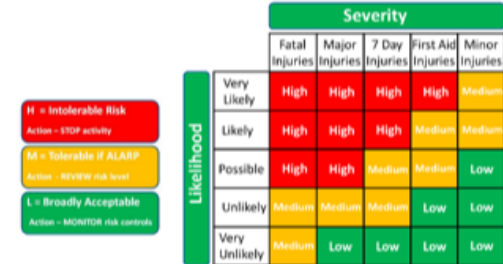 Severity
Fatal Injuries
Major Injuries
7 Day Injuries
First Aid Injuries
Minor Injuries
Likelihood
Very Likely
High High High High Medium
Likely
High High High Medium Medium
Possible
High High Medium Medium Low
Unlikely
Medium Medium Medium Low Low
Very Unlikely
Medium Low Low Low Low
H = Intolerable Risk
Action – STOP activity
M = Tolerable if ALARP
Action – REVIEW risk level
L = Broadly Acceptable
Action – MONITOR risk controls